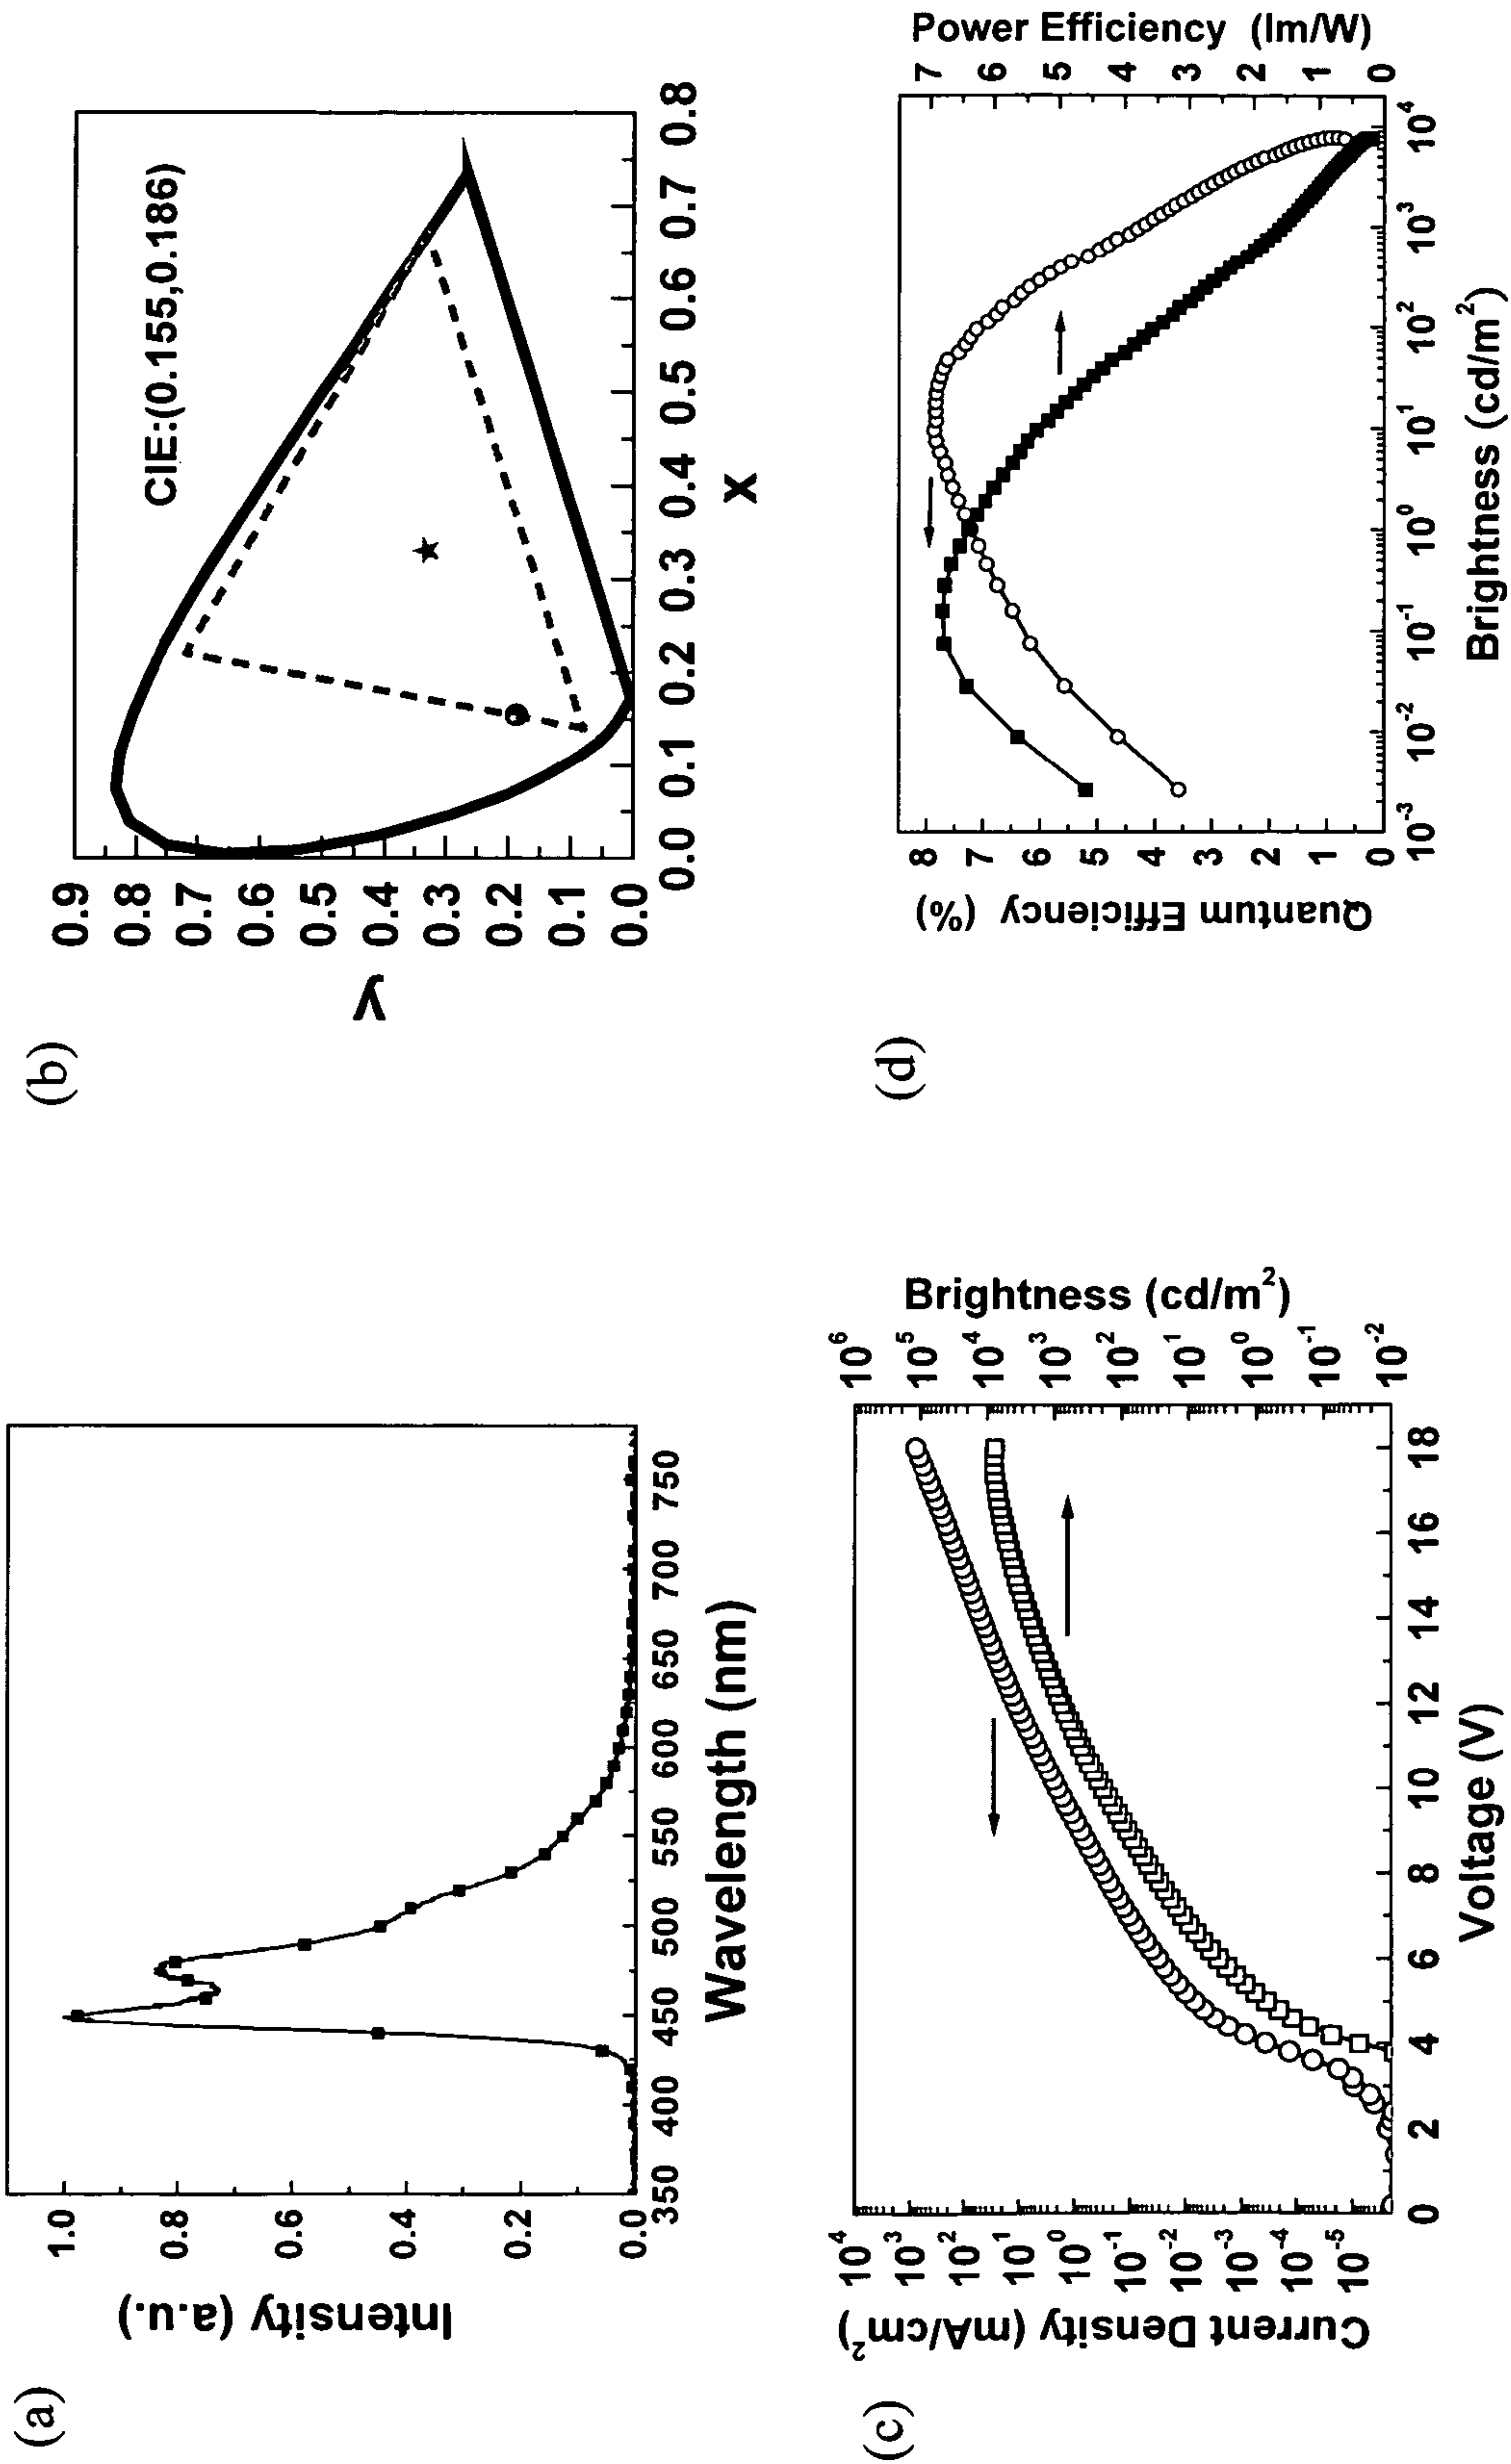 (a)
Intensity (a.u.)
1.0
0.8
0.6
0.4
0.2
0.0
350 400 450 500 550 600 650 700 750
Wavelength (nm)
(b)
y
0.9
0.8
0.7
0.6
0.5
0.4
0.3
0.2
0.1
0.0
CIE:(0.155,0.186)
0.0 0.1 0.2 0.3 0.4 0.5 0.6 0.7 0.8
x
(c)
Current Density (mA/cm²)
10⁴
10³
10²
10¹
10⁰
10⁻¹
10⁻²
10⁻³
10⁻⁴
10⁻⁵
0 2 4 6 8 10 12 14 16 18
Voltage (V)
10⁶
10⁵
10⁴
10³
10²
10¹
10⁰
10⁻¹
10⁻²
Brightness (cd/m²)
(d)
Quantum Efficiency (%)
8
7
6
5
4
3
2
1
0
10⁻³ 10⁻² 10⁻¹ 10⁰ 10¹ 10² 10³ 10⁴
Brightness (cd/m²)
7
6
5
4
3
2
1
0
Power Efficiency (lm/W)